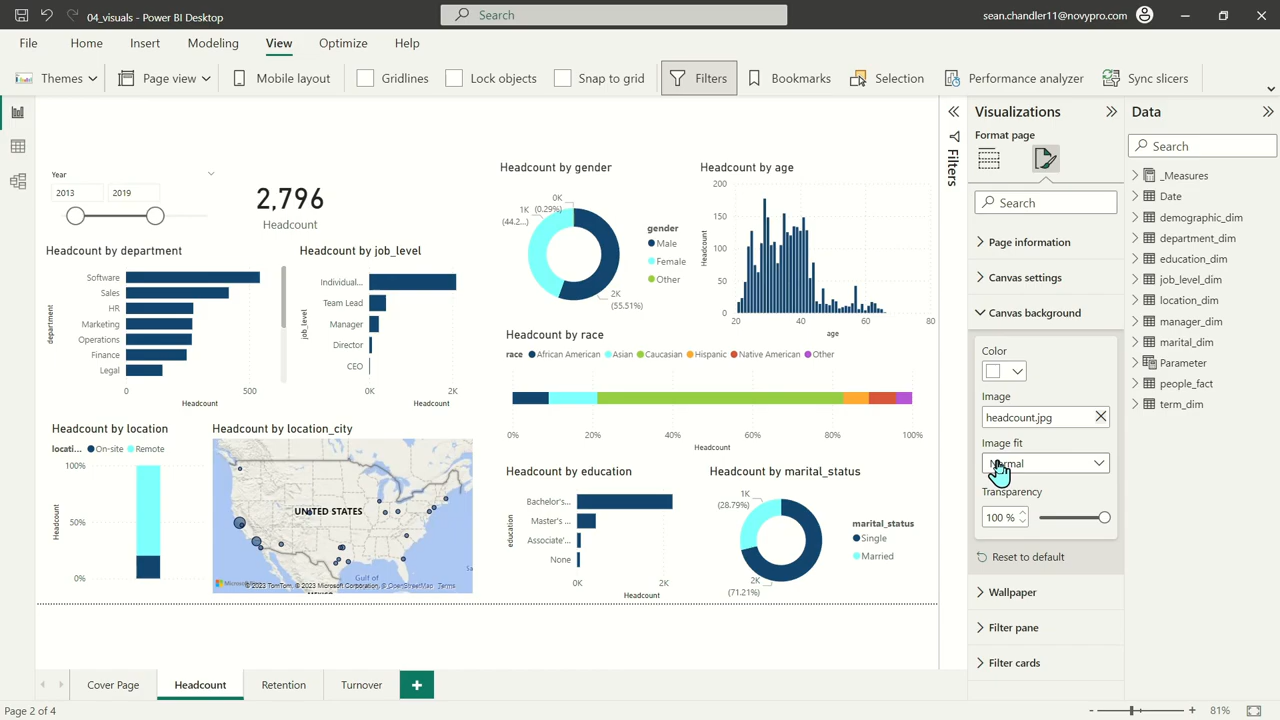 04_visuals - Power BI Desktop
Search
sean.chandler11@novypro.com
File Home Insert Modeling View Optimize Help
Themes Page view Mobile layout Gridlines Lock objects Snap to grid Filters Bookmarks Selection Performance analyzer Sync slicers
Year
2013 2019
2,796
Headcount
Headcount by department
department
Software
Sales
HR
Marketing
Operations
Finance
Legal
0 500
Headcount
Headcount by job_level
job_level
Individual...
Team Lead
Manager
Director
CEO
0K 2K
Headcount
Headcount by location
locati... On-site Remote
Headcount
100%
50%
0%
Headcount by location_city
UNITED STATES
Gulf of
Microsoft
© 2023 TomTom, © 2023 Microsoft Corporation, © OpenStreetMap Terms
Headcount by gender
0K
(0.29%)
1K
(44.2...)
2K
(55.51%)
gender
Male
Female
Other
Headcount by age
Headcount
200
150
100
50
0
20 40 60 80
age
Headcount by race
race African American Asian Caucasian Hispanic Native American Other
0% 20% 40% 60% 80% 100%
Headcount
Headcount by education
education
Bachelor's...
Master's ...
Associate'...
None
0K 2K
Headcount
Headcount by marital_status
1K
(28.79%)
2K
(71.21%)
marital_status
Single
Married
Filters
Visualizations
Format page
Search
Page information
Canvas settings
Canvas background
Color
Image
headcount.jpg
Image fit
Normal
Transparency
100 %
Reset to default
Wallpaper
Filter pane
Filter cards
Data
Search
_Measures
Date
demographic_dim
department_dim
education_dim
job_level_dim
location_dim
manager_dim
marital_dim
Parameter
people_fact
term_dim
Cover Page Headcount Retention Turnover
Page 2 of 4
- + 81%